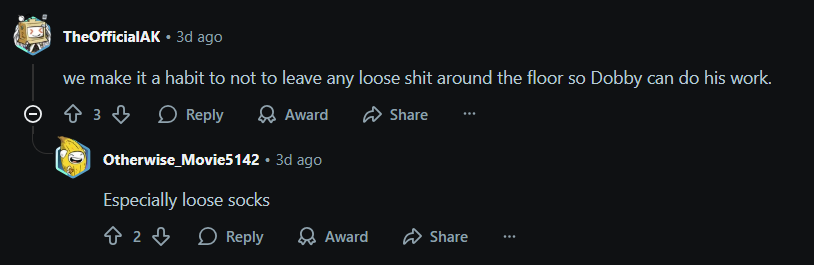 TheOfficialAK • 3d ago
we make it a habit to not to leave any loose shit around the floor so Dobby can do his work.
3 Reply Award Share ...
Otherwise_Movie5142 • 3d ago
Especially loose socks
2 Reply Award Share ...